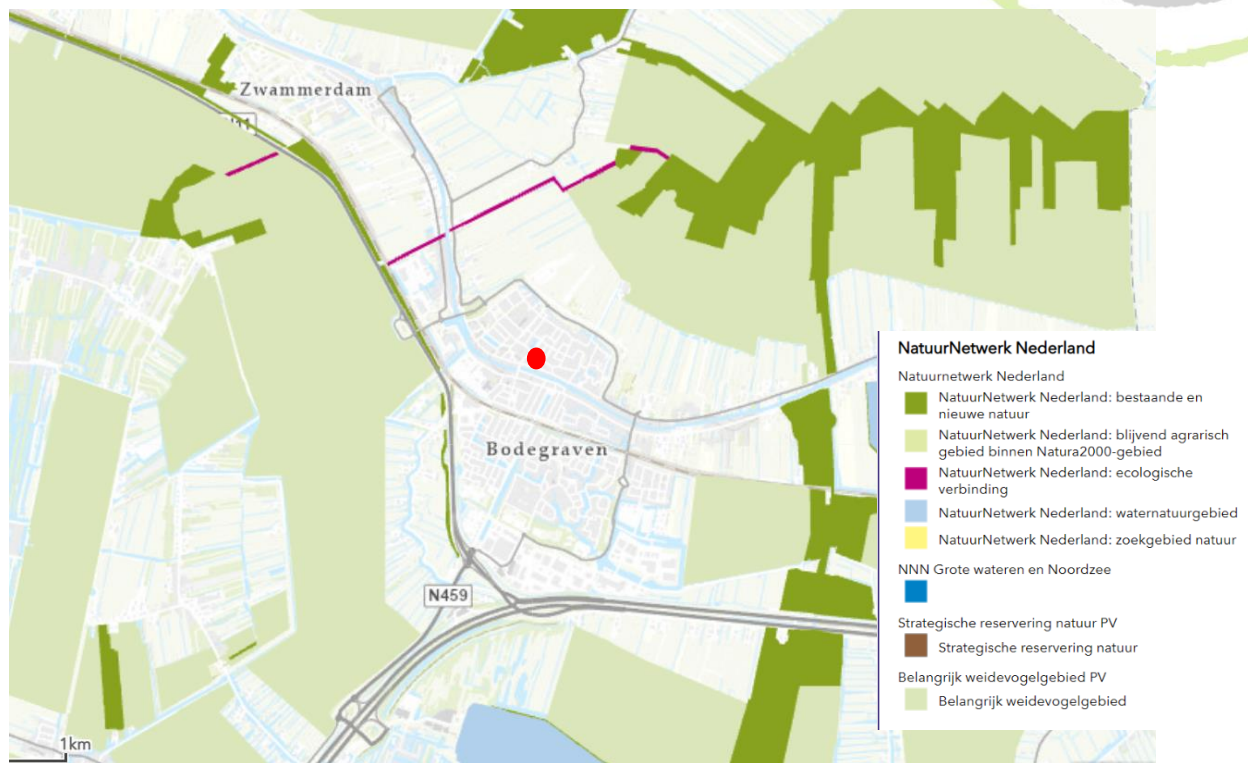 Zwammerdam
N11
Bodegraven
N459
1km
NatuurNetwerk Nederland
Natuurnetwerk Nederland
NatuurNetwerk Nederland: bestaande en
nieuwe natuur
NatuurNetwerk Nederland: blijvend agrarisch
gebied binnen Natura2000-gebied
NatuurNetwerk Nederland: ecologische
verbinding
NatuurNetwerk Nederland: waternatuurgebied
NatuurNetwerk Nederland: zoekgebied natuur
NNN Grote wateren en Noordzee
Strategische reservering natuur PV
Strategische reservering natuur
Belangrijk weidevogelgebied PV
Belangrijk weidevogelgebied